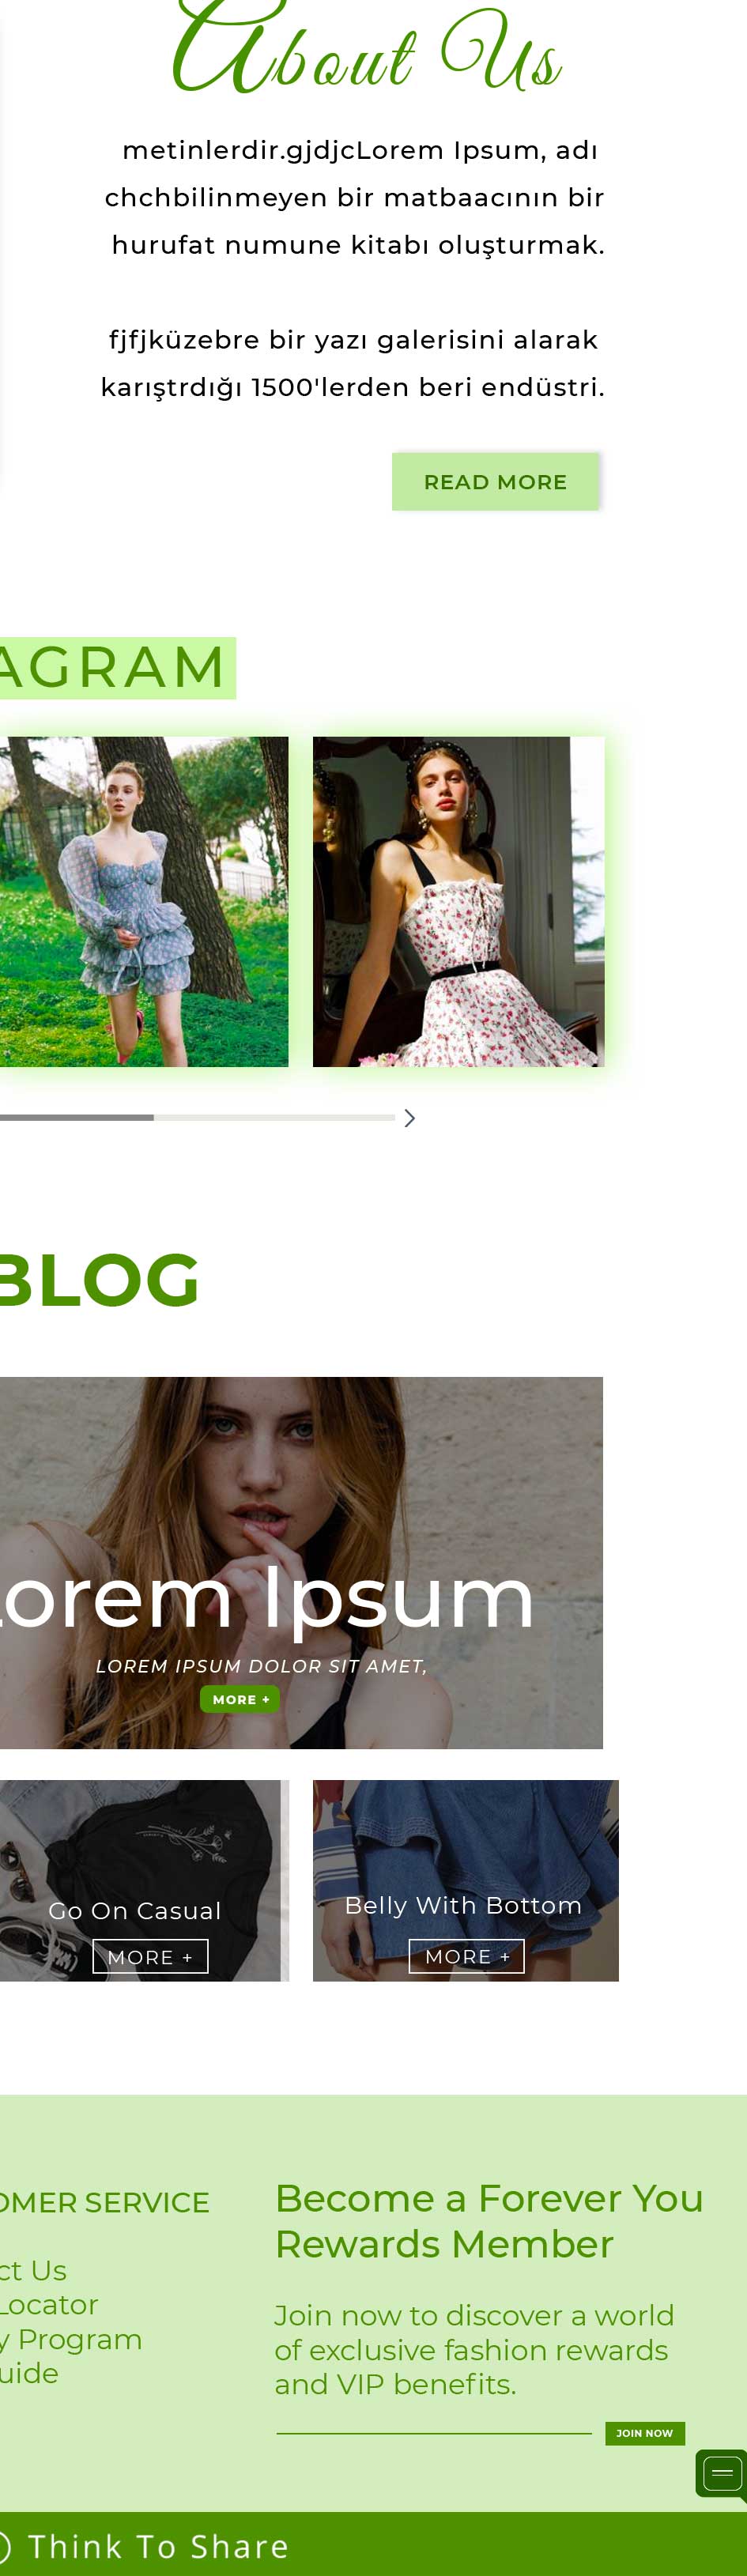 About Us
metinlerdir.gjdjcLorem Ipsum, adı
chchbilinmeyen bir matbaacının bir
hurufat numune kitabı oluşturmak.
fjfjküzebre bir yazı galerisini alarak
karıştrdığı 1500'lerden beri endüstri.
READ MORE
AGRAM
BLOG
orem Ipsum
LOREM IPSUM DOLOR SIT AMET,
MORE +
Go On Casual
MORE +
Belly With Bottom
MORE +
OMER SERVICE
ct Us
Locator
y Program
uide
Become a Forever You
Rewards Member
Join now to discover a world
of exclusive fashion rewards
and VIP benefits.
JOIN NOW
Think To Share